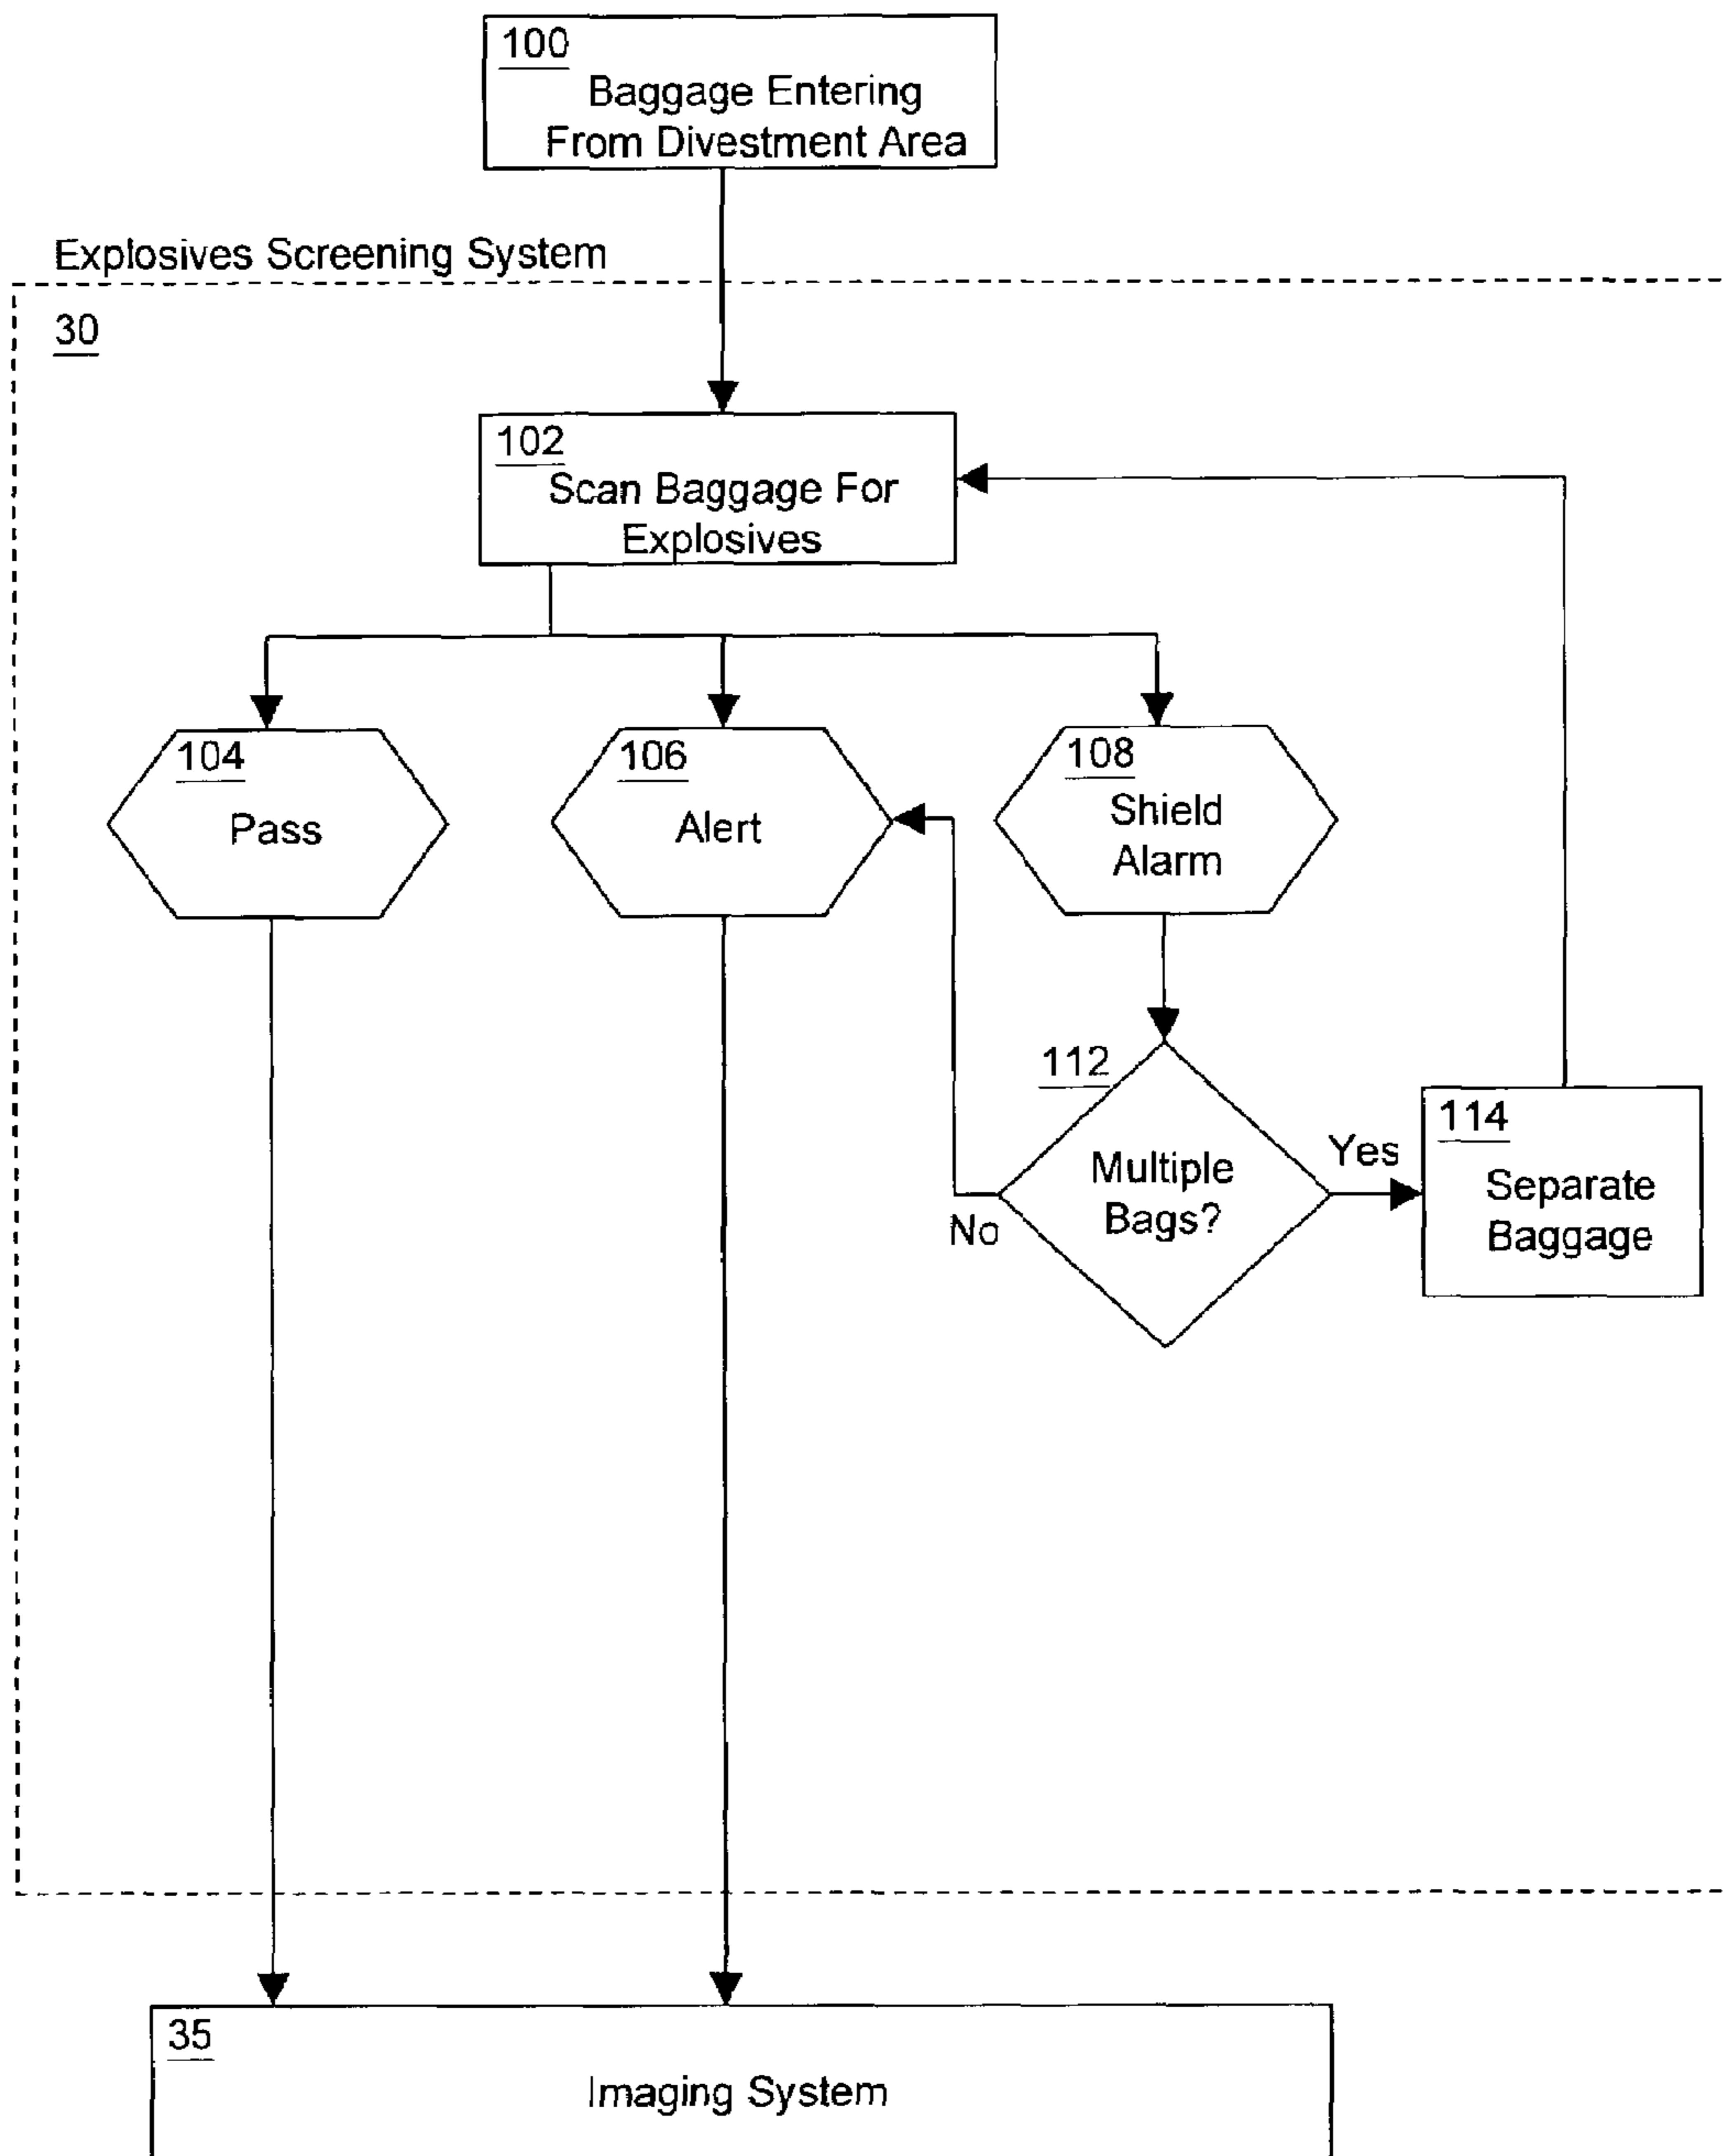 100
Baggage Entering
From Divestment Area
Explosives Screening System
30
102
Scan Baggage For
Explosives
104
Pass
106
Alert
108
Shield
Alarm
112
Multiple
Bags?
No
Yes
114
Separate
Baggage
35
Imaging System